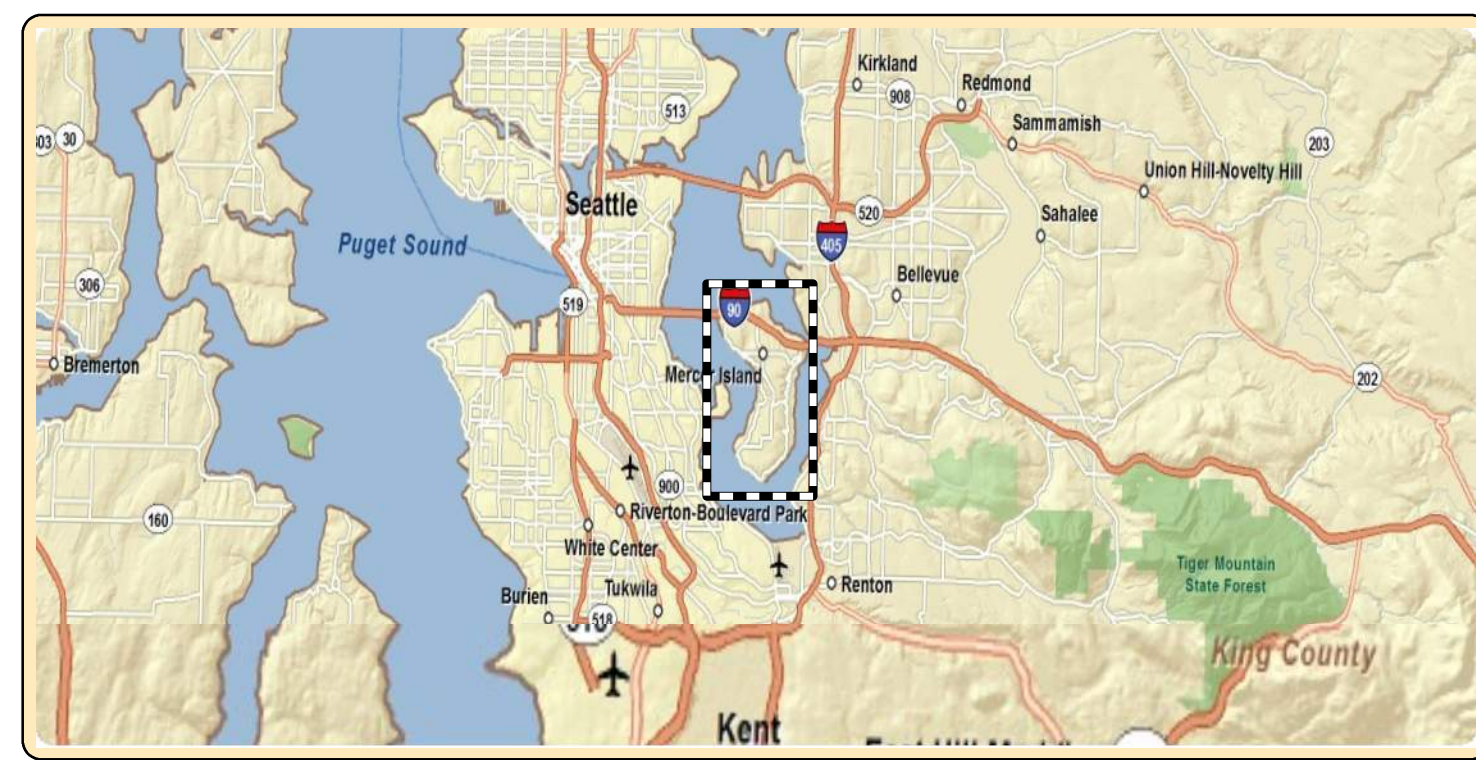 Kirkland
908
Redmond
513
Sammamish
203
30
Union Hill-Novelty Hill
Seattle
520
Sahalee
Puget Sound
405
Bellevue
306
519
90
Bremerton
Mercer Island
202
900
160
Riverton-Boulevard Park
White Center
Tiger Mountain
State Forest
Tukwila
Renton
Burien
518
King County
Kent